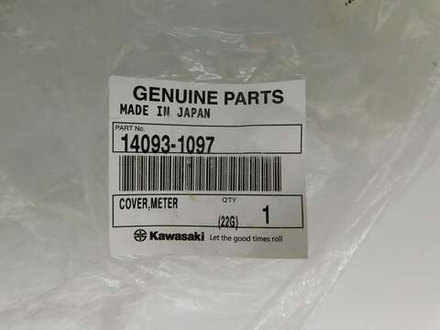 GENUINE PARTS
MADE IN JAPAN
PART No.
14093-1097
COVER,METER
Q'TY
(22G) 1
Kawasaki Let the good times roll